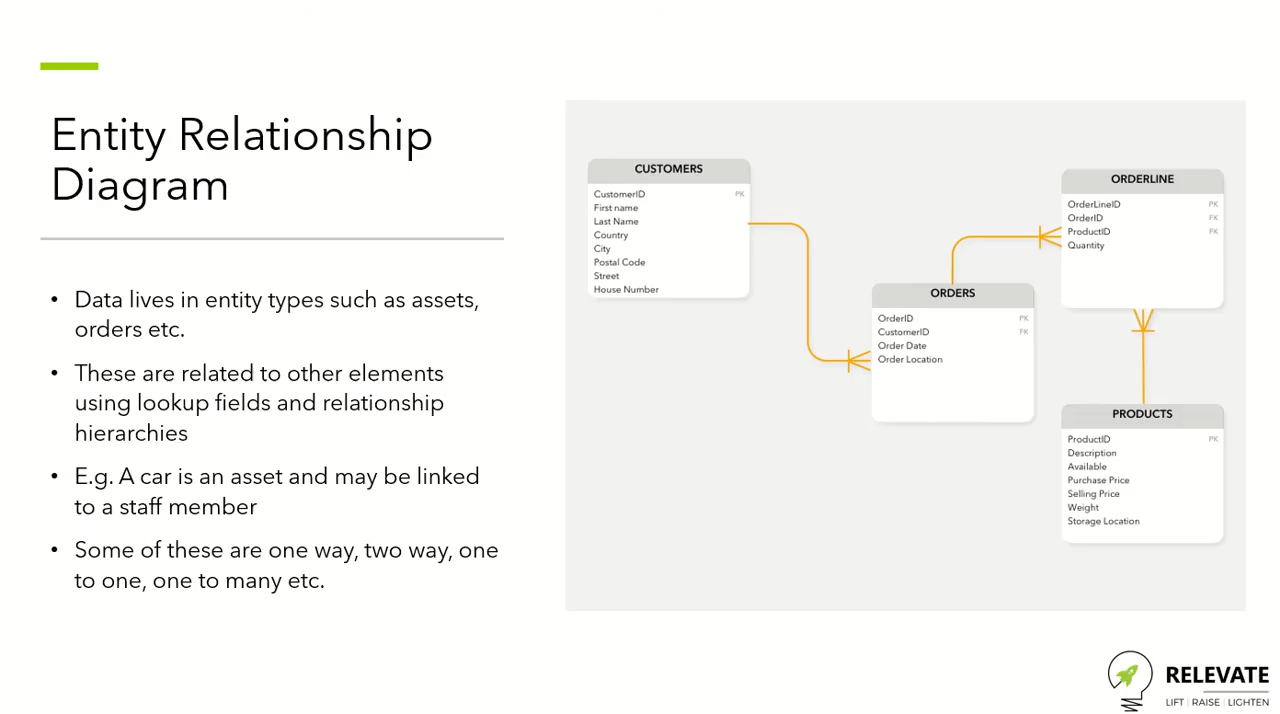 Entity Relationship
Diagram
• Data lives in entity types such as assets,
orders etc.
• These are related to other elements
using lookup fields and relationship
hierarchies
• E.g. A car is an asset and may be linked
to a staff member
• Some of these are one way, two way, one
to one, one to many etc.
CUSTOMERS
CustomerID PK
First name
Last Name
Country
City
Postal Code
Street
House Number
ORDERS
OrderID PK
CustomerID FK
Order Date
Order Location
ORDERLINE
OrderLineID PK
OrderID FK
ProductID FK
Quantity
PRODUCTS
ProductID PK
Description
Available
Purchase Price
Selling Price
Weight
Storage Location
RELEVATE
LIFT | RAISE | LIGHTEN